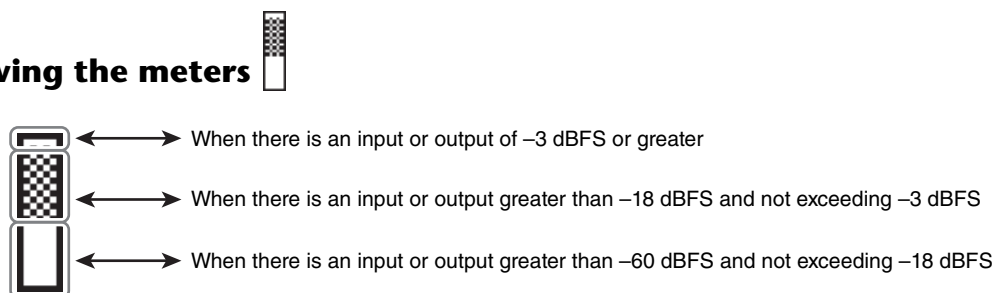 the meters
When there is an input or output of –3 dBFS or greater
When there is an input or output greater than –18 dBFS and not exceeding –3 dBFS
When there is an input or output greater than –60 dBFS and not exceeding –18 dBFS